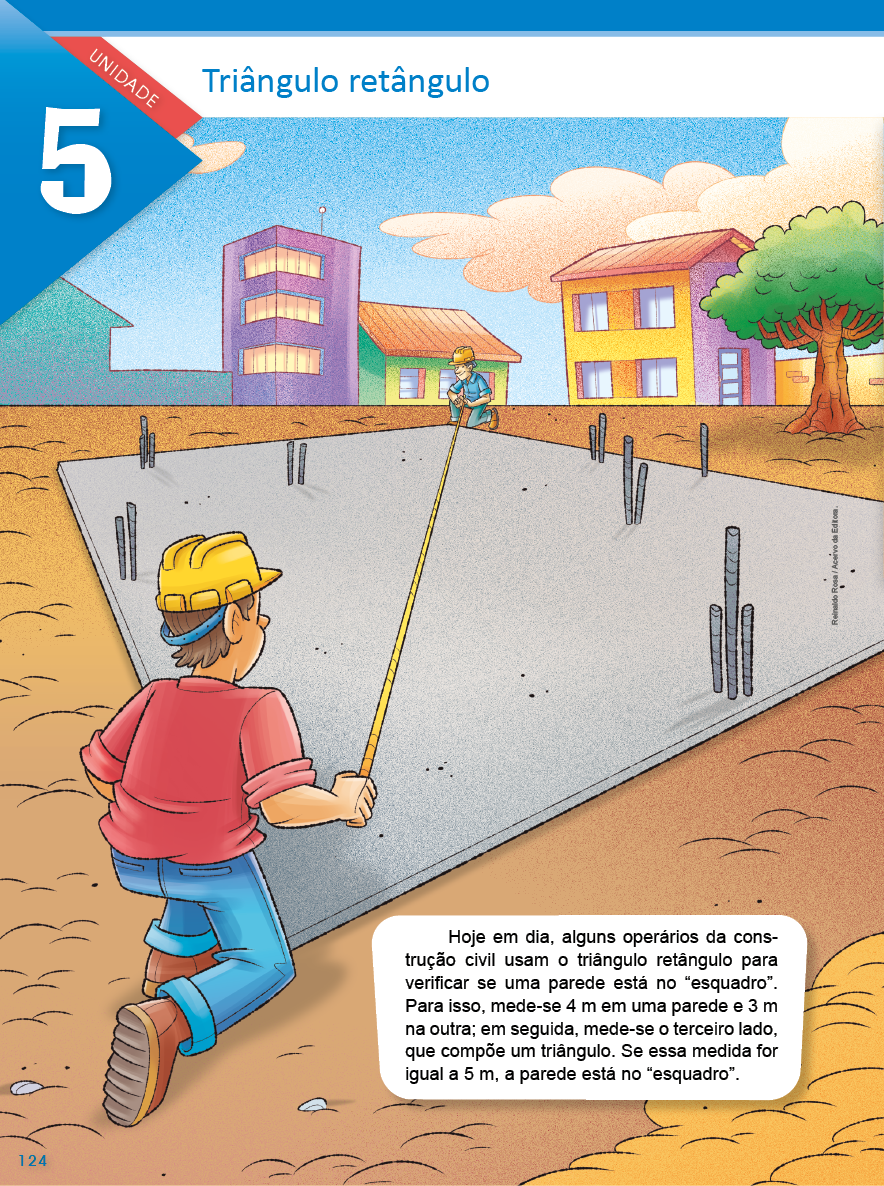 UNIDADE
5
Triângulo retângulo
Reinaldo Rosa / Acervo da Editora.
Hoje em dia, alguns operários da cons-
trução civil usam o triângulo retângulo para
verificar se uma parede está no “esquadro”.
Para isso, mede-se 4 m em uma parede e 3 m
na outra; em seguida, mede-se o terceiro lado,
que compõe um triângulo. Se essa medida for
igual a 5 m, a parede está no “esquadro”.
124